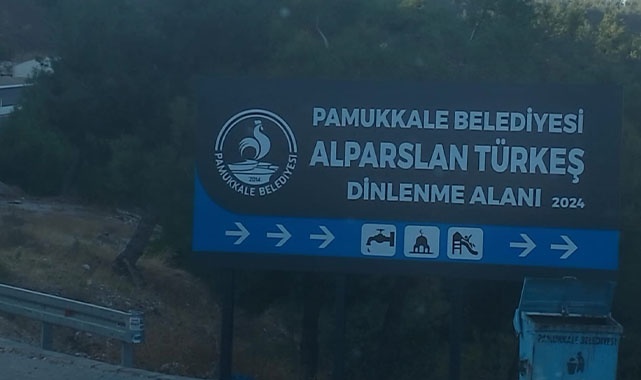 PAMUKKALE BELEDİYESİ
ALPARSLAN TÜRKEŞ
DİNLENME ALANI 2024
PAMUKKALE BELEDİYESİ
2014
PAMUKKALE BELEDİYESİ